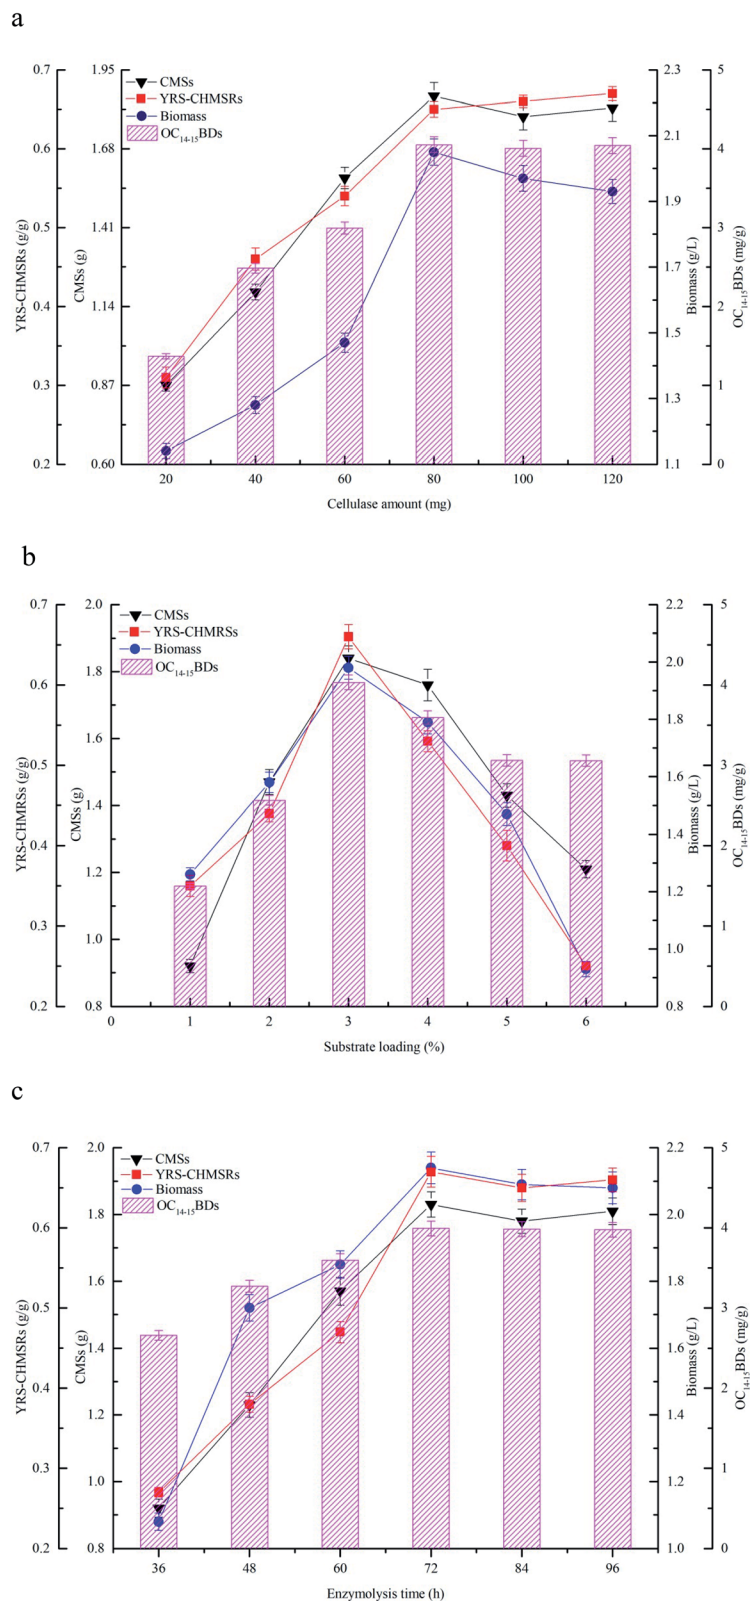 a
0.7 1.95 2.3 5
CMSs
YRS-CHMSRs
Biomass
OC14-15BDs
0.6 1.68 2.1 4
1.9
0.5 1.41 3
1.7
0.4 1.14 2
1.5
0.3 0.87 1.3 1
0.2 0.60 1.1 0
YRS-CHMSRs (g/g)
CMSs (g)
Biomass (g/L)
OC14-15BDs (mg/g)
20 40 60 80 100 120
Cellulase amount (mg)
b
0.7 2.0 2.2 5
CMSs
YRS-CHMRSs
Biomass
OC14-15BDs
1.8 2.0
0.6 4
1.6 1.8
0.5 1.6 3
1.4
0.4 1.4 2
1.2 1.2
0.3 1.0 1.0 1
0.2 0.8 0.8 0
YRS-CHMRSs (g/g)
CMSs (g)
Biomass (g/L)
OC14-15BDs (mg/g)
0 1 2 3 4 5 6
Substrate loading (%)
c
0.7 2.0 2.2 5
CMSs
YRS-CHMSRs
Biomass
OC14-15BDs
0.6 1.8 2.0 4
1.6 1.8
0.5 3
1.4 1.6
0.4 2
1.2 1.4
0.3 1.0 1.2 1
0.2 0.8 1.0 0
YRS-CHMSRs (g/g)
CMSs (g)
Biomass (g/L)
OC14-15BDs (mg/g)
36 48 60 72 84 96
Enzymolysis time (h)